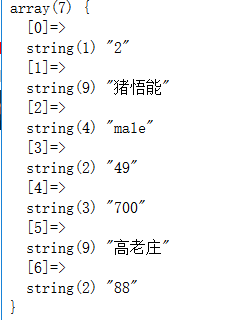 array(7) {
[0]=>
string(1) "2"
[1]=>
string(9) "猪悟能"
[2]=>
string(4) "male"
[3]=>
string(2) "49"
[4]=>
string(3) "700"
[5]=>
string(9) "高老庄"
[6]=>
string(2) "88"
}